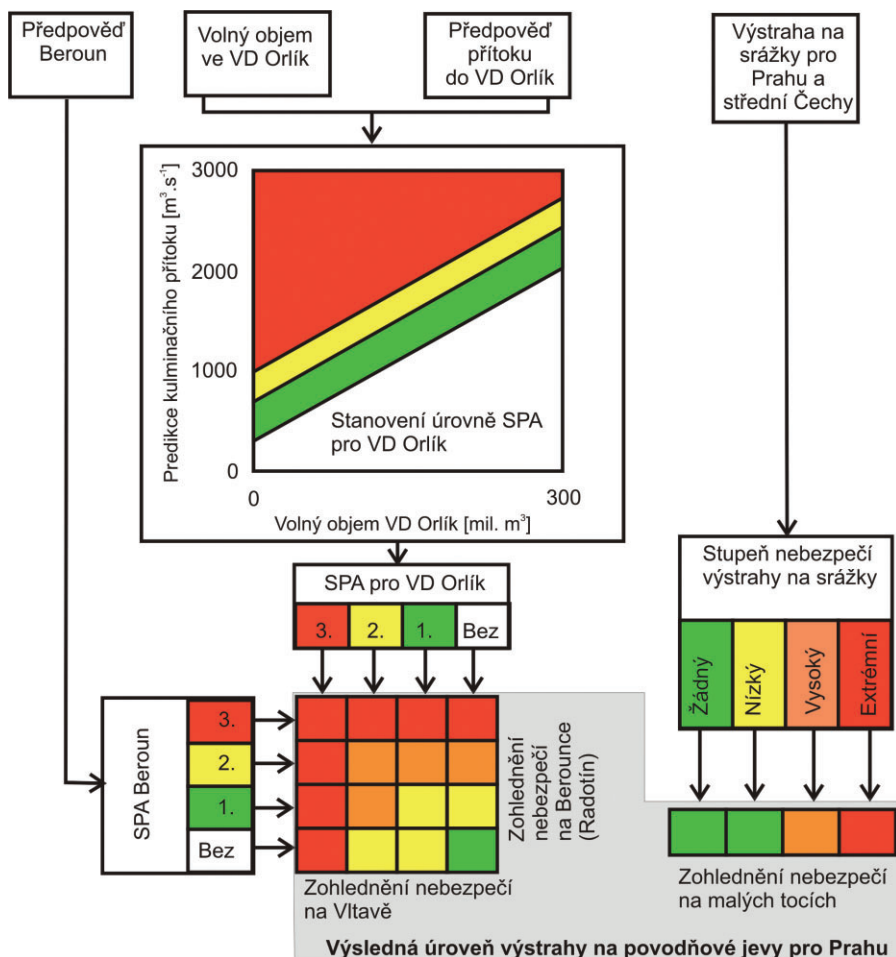 Předpověď
Beroun
Volný objem
ve VD Orlík
Předpověď
přítoku
do VD Orlík
Výstraha na
srážky pro
Prahu a
střední Čechy
Predikce kulminačního přítoku [m³.s⁻¹]
3000
2000
1000
0
Stanovení úrovně SPA
pro VD Orlík
0
300
Volný objem VD Orlík [mil. m³]
SPA pro VD Orlík
3.
2.
1.
Bez
Stupeň nebezpečí
výstrahy na srážky
Žádný
Nízký
Vysoký
Extrémní
SPA Beroun
3.
2.
1.
Bez
Zohlednění
nebezpečí
na Berounce
(Radotín)
Zohlednění nebezpečí
na Vltavě
Zohlednění nebezpečí
na malých tocích
Výsledná úroveň výstrahy na povodňové jevy pro Prahu